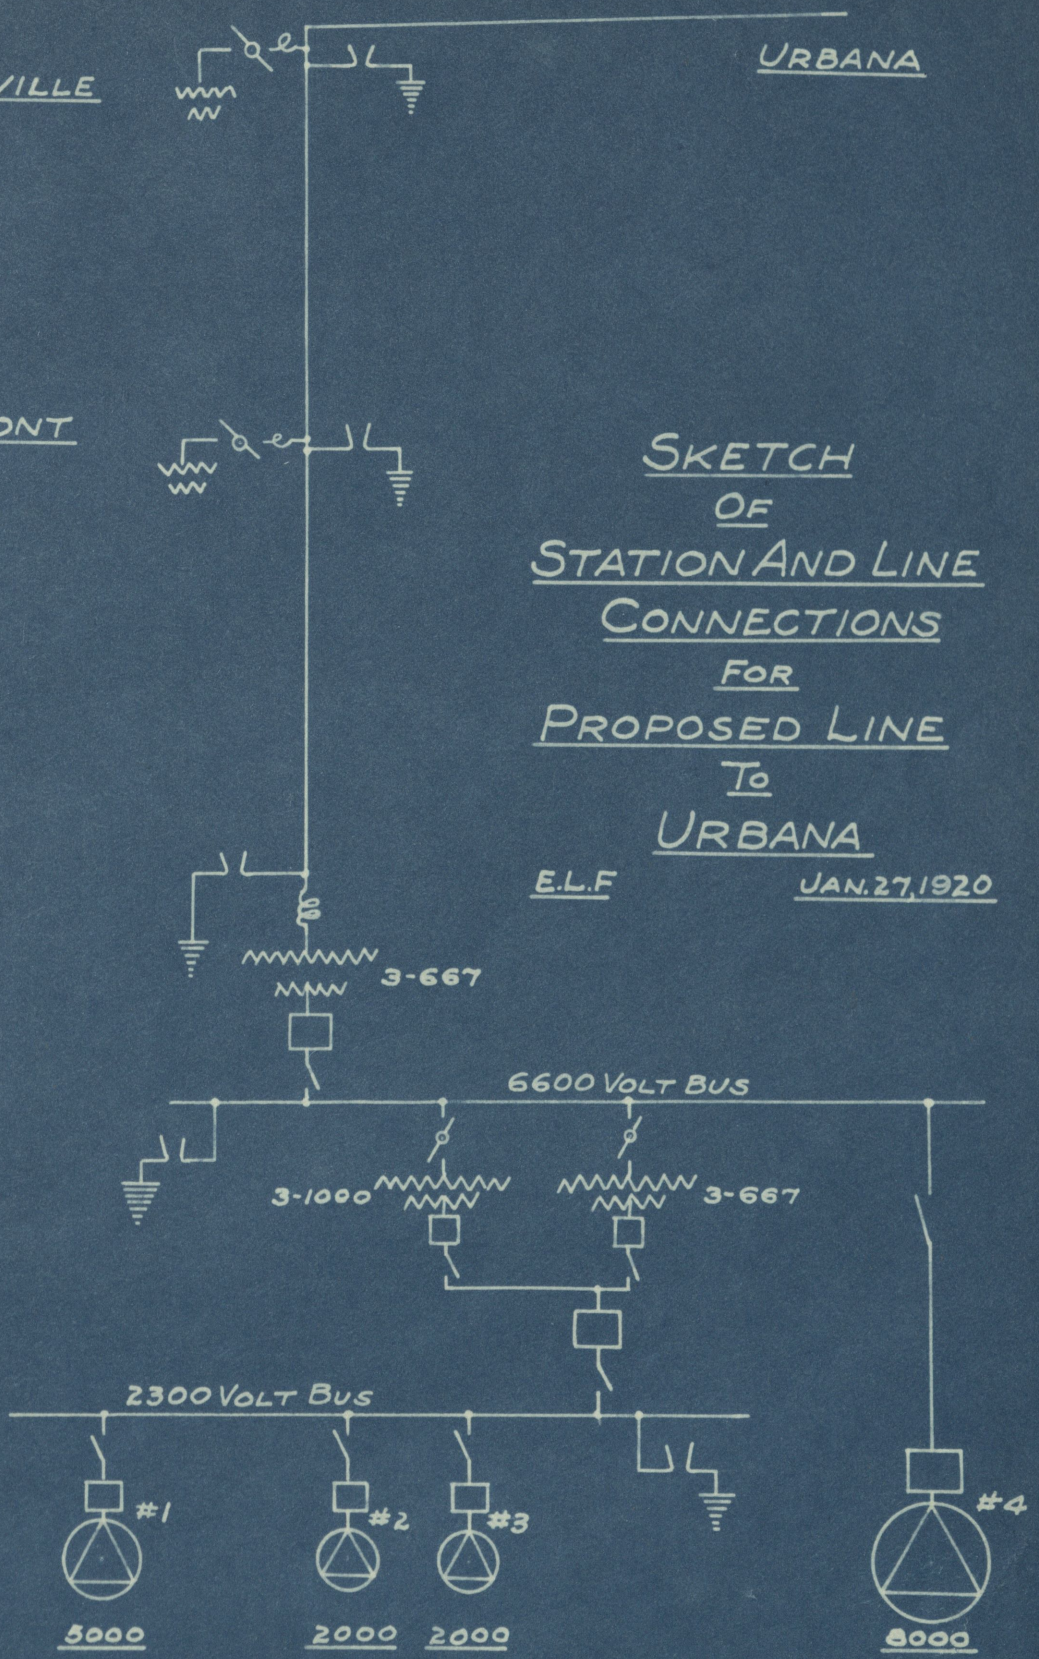 VILLE
URBANA
ONT
SKETCH
OF
STATION AND LINE
CONNECTIONS
FOR
PROPOSED LINE
TO
URBANA
E.L.F JAN.27,1920
3-667
6600 VOLT BUS
3-1000 3-667
2300 VOLT BUS
#1 #2 #3 #4
5000 2000 2000 8000